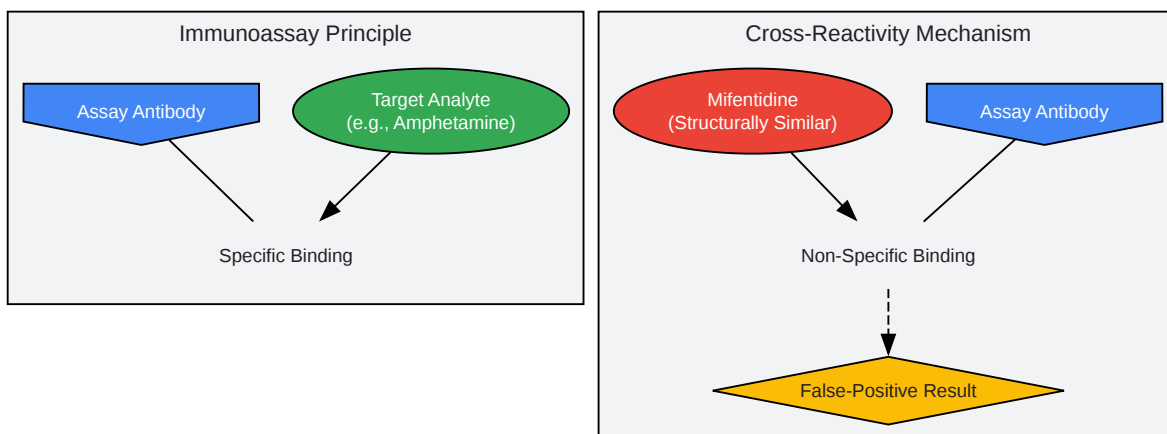 Immunoassay Principle
Assay Antibody
Target Analyte
(e.g., Amphetamine)
Specific Binding
Cross-Reactivity Mechanism
Mifentidine
(Structurally Similar)
Assay Antibody
Non-Specific Binding
False-Positive Result